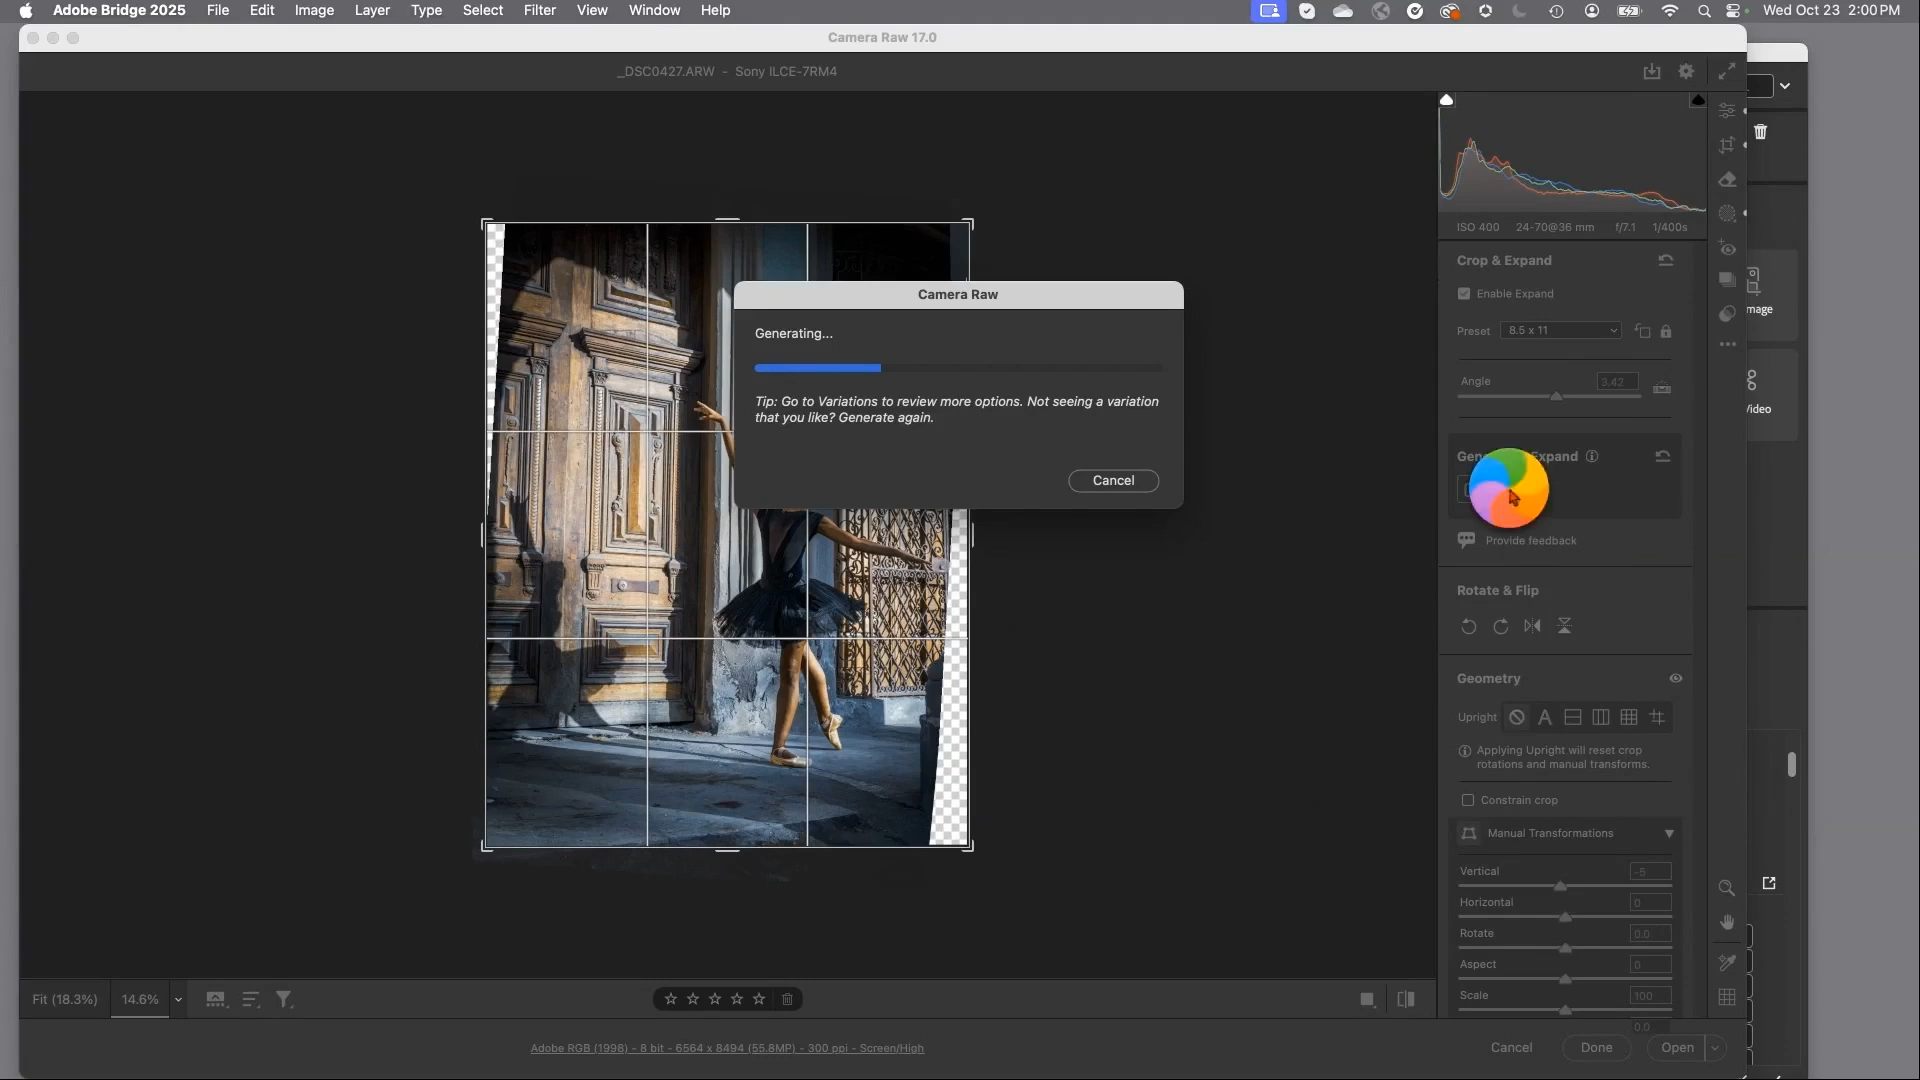 Adobe Bridge 2025 File Edit Image Layer Type Select Filter View Window Help Wed Oct 23 2:00PM
Camera Raw 17.0
_DSC0427.ARW - Sony ILCE-7RM4
ISO 400 24-70@36 mm f/7.1 1/400s
Crop & Expand
Enable Expand
Preset 8.5 x 11
Angle 3.42
Expand
Provide feedback
Rotate & Flip
Geometry
Upright
Applying Upright will reset crop
rotations and manual transforms.
Constrain crop
Manual Transformations
Vertical -5
Horizontal 0
Rotate 0.0
Aspect 0
Scale 100
0.0
Camera Raw
Generating...
Tip: Go to Variations to review more options. Not seeing a variation
that you like? Generate again.
Cancel
Fit (18.3%) 14.6%
Adobe RGB (1998) - 8 bit - 6564 x 8494 (55.8MP) - 300 ppi - Screen/High
Cancel Done Open